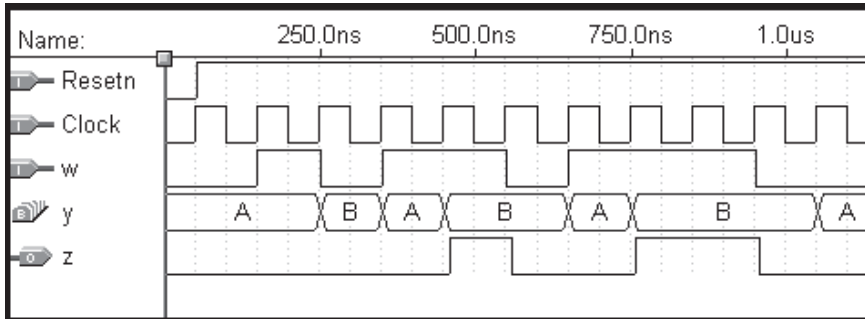 Name: 250.0ns 500.0ns 750.0ns 1.0us
Resetn
Clock
w
y A B A B A B A
z